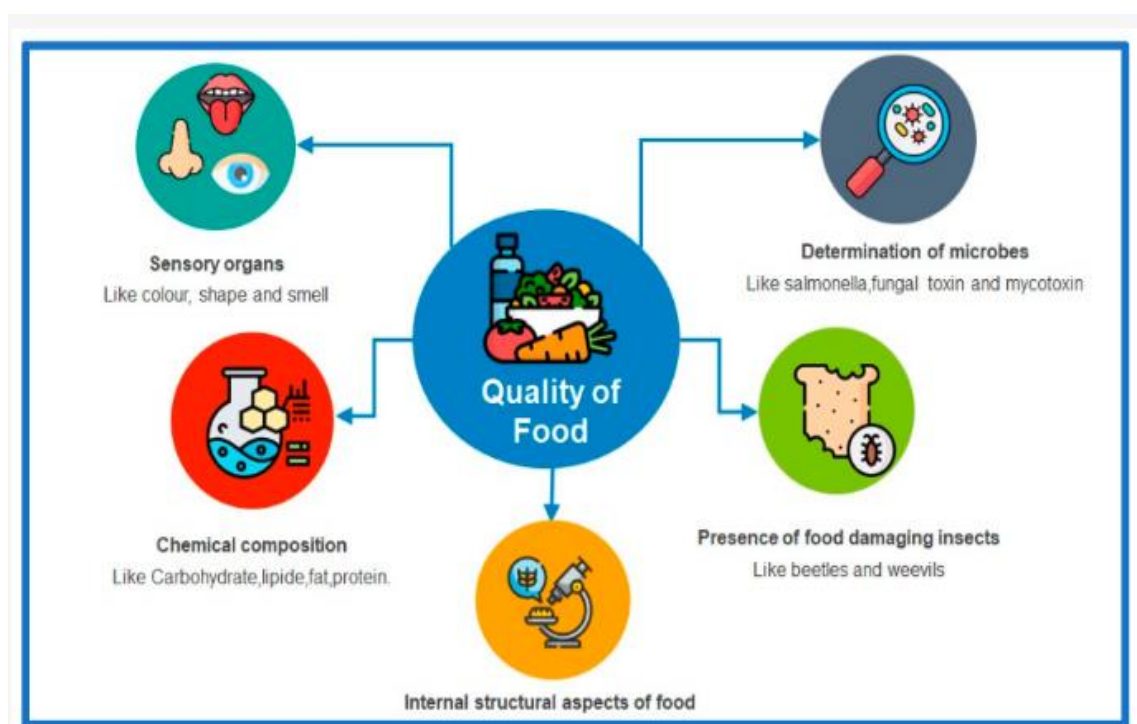 Sensory organs
Like colour, shape and smell
Determination of microbes
Like salmonella,fungal toxin and mycotoxin
Quality of
Food
Chemical composition
Like Carbohydrate,lipide,fat,protein.
Presence of food damaging insects
Like beetles and weevils
Internal structural aspects of food